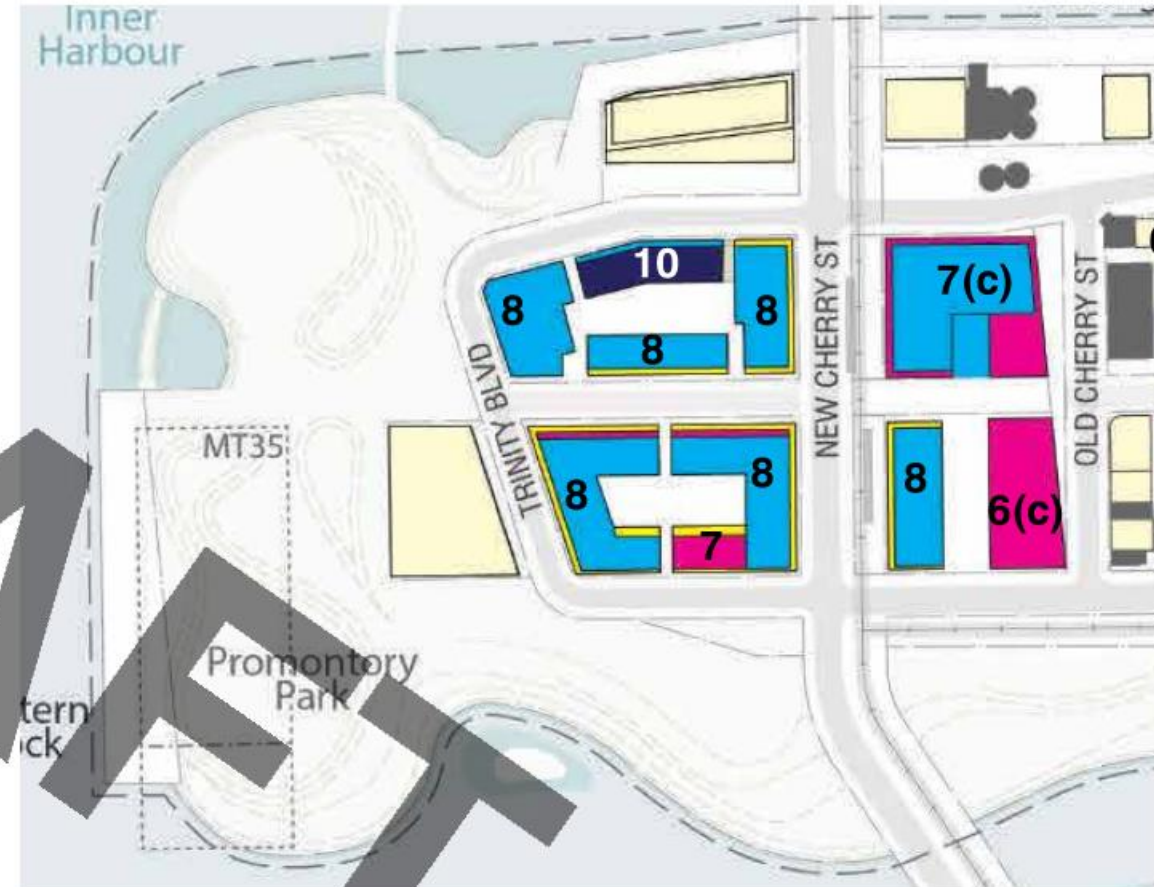 Inner
Harbour
10
8
8
8
7(c)
NEW CHERRY ST
OLD CHERRY ST
TRINITY BLVD
MT35
8
8
7
8
6(c)
Promontory
Park
tern
ck